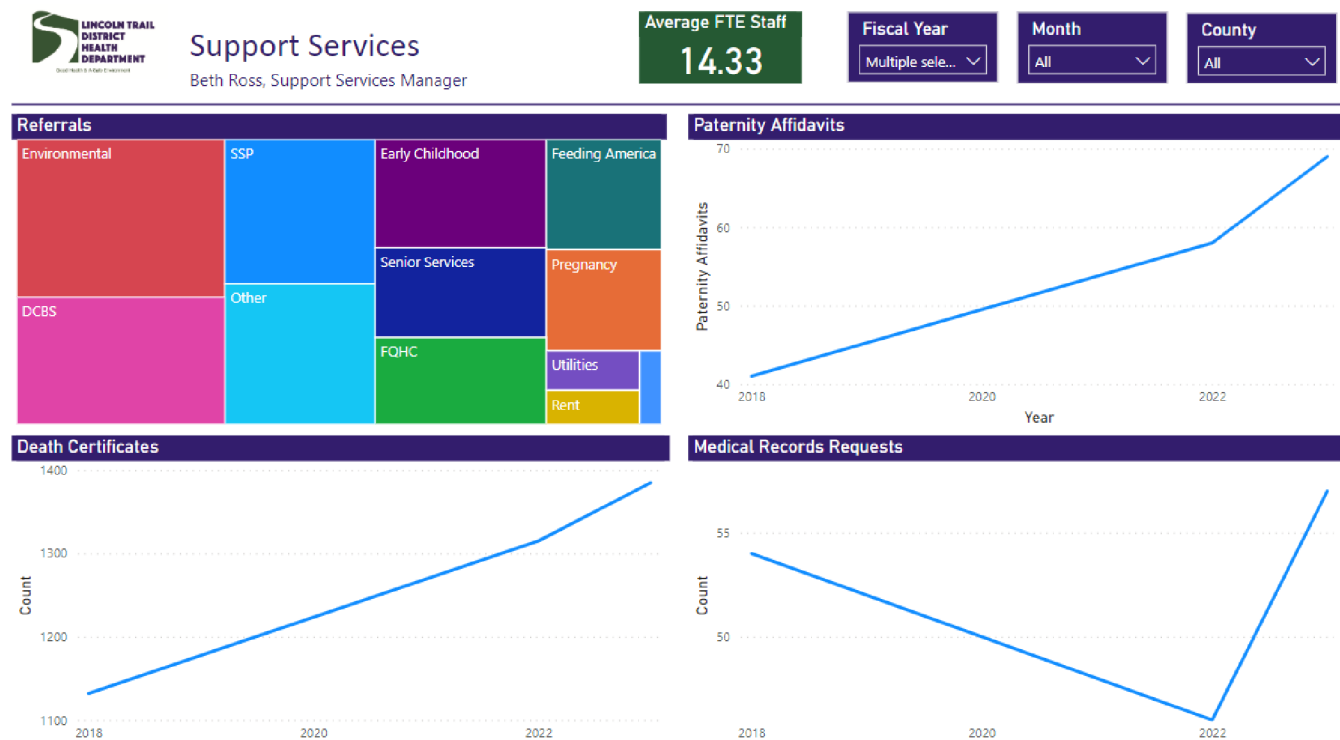 LINCOLN TRAIL
DISTRICT
HEALTH
DEPARTMENT
Support Services
Beth Ross, Support Services Manager
Average FTE Staff
14.33
Fiscal Year
Multiple sele...
Month
All
County
All
Referrals
Environmental
SSP
Early Childhood
Feeding America
DCBS
Other
Senior Services
Pregnancy
FQHC
Utilities
Rent
Paternity Affidavits
70
60
50
40
Paternity Affidavits
2018
2020
2022
Year
Death Certificates
1400
1300
1200
1100
Count
2018
2020
2022
Medical Records Requests
55
50
Count
2018
2020
2022